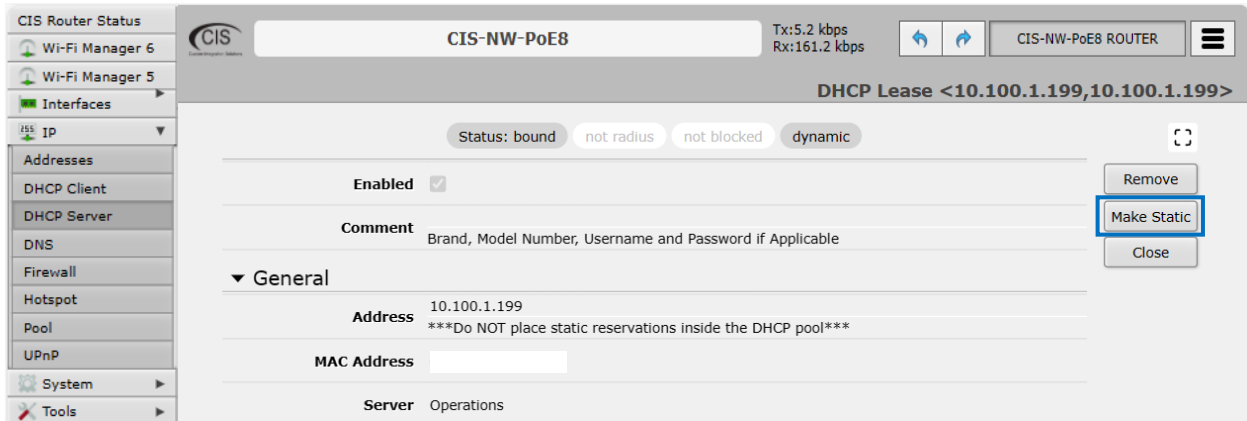 CIS Router Status
Wi-Fi Manager 6
Wi-Fi Manager 5
Interfaces
255 IP
Addresses
DHCP Client
DHCP Server
DNS
Firewall
Hotspot
Pool
UPnP
System
Tools
CIS
CIS-NW-PoE8
Tx:5.2 kbps
Rx:161.2 kbps
CIS-NW-PoE8 ROUTER
DHCP Lease <10.100.1.199,10.100.1.199>
Status: bound not radius not blocked dynamic
Enabled
Comment Brand, Model Number, Username and Password if Applicable
General
Address 10.100.1.199
***Do NOT place static reservations inside the DHCP pool***
MAC Address
Server Operations
Remove
Make Static
Close